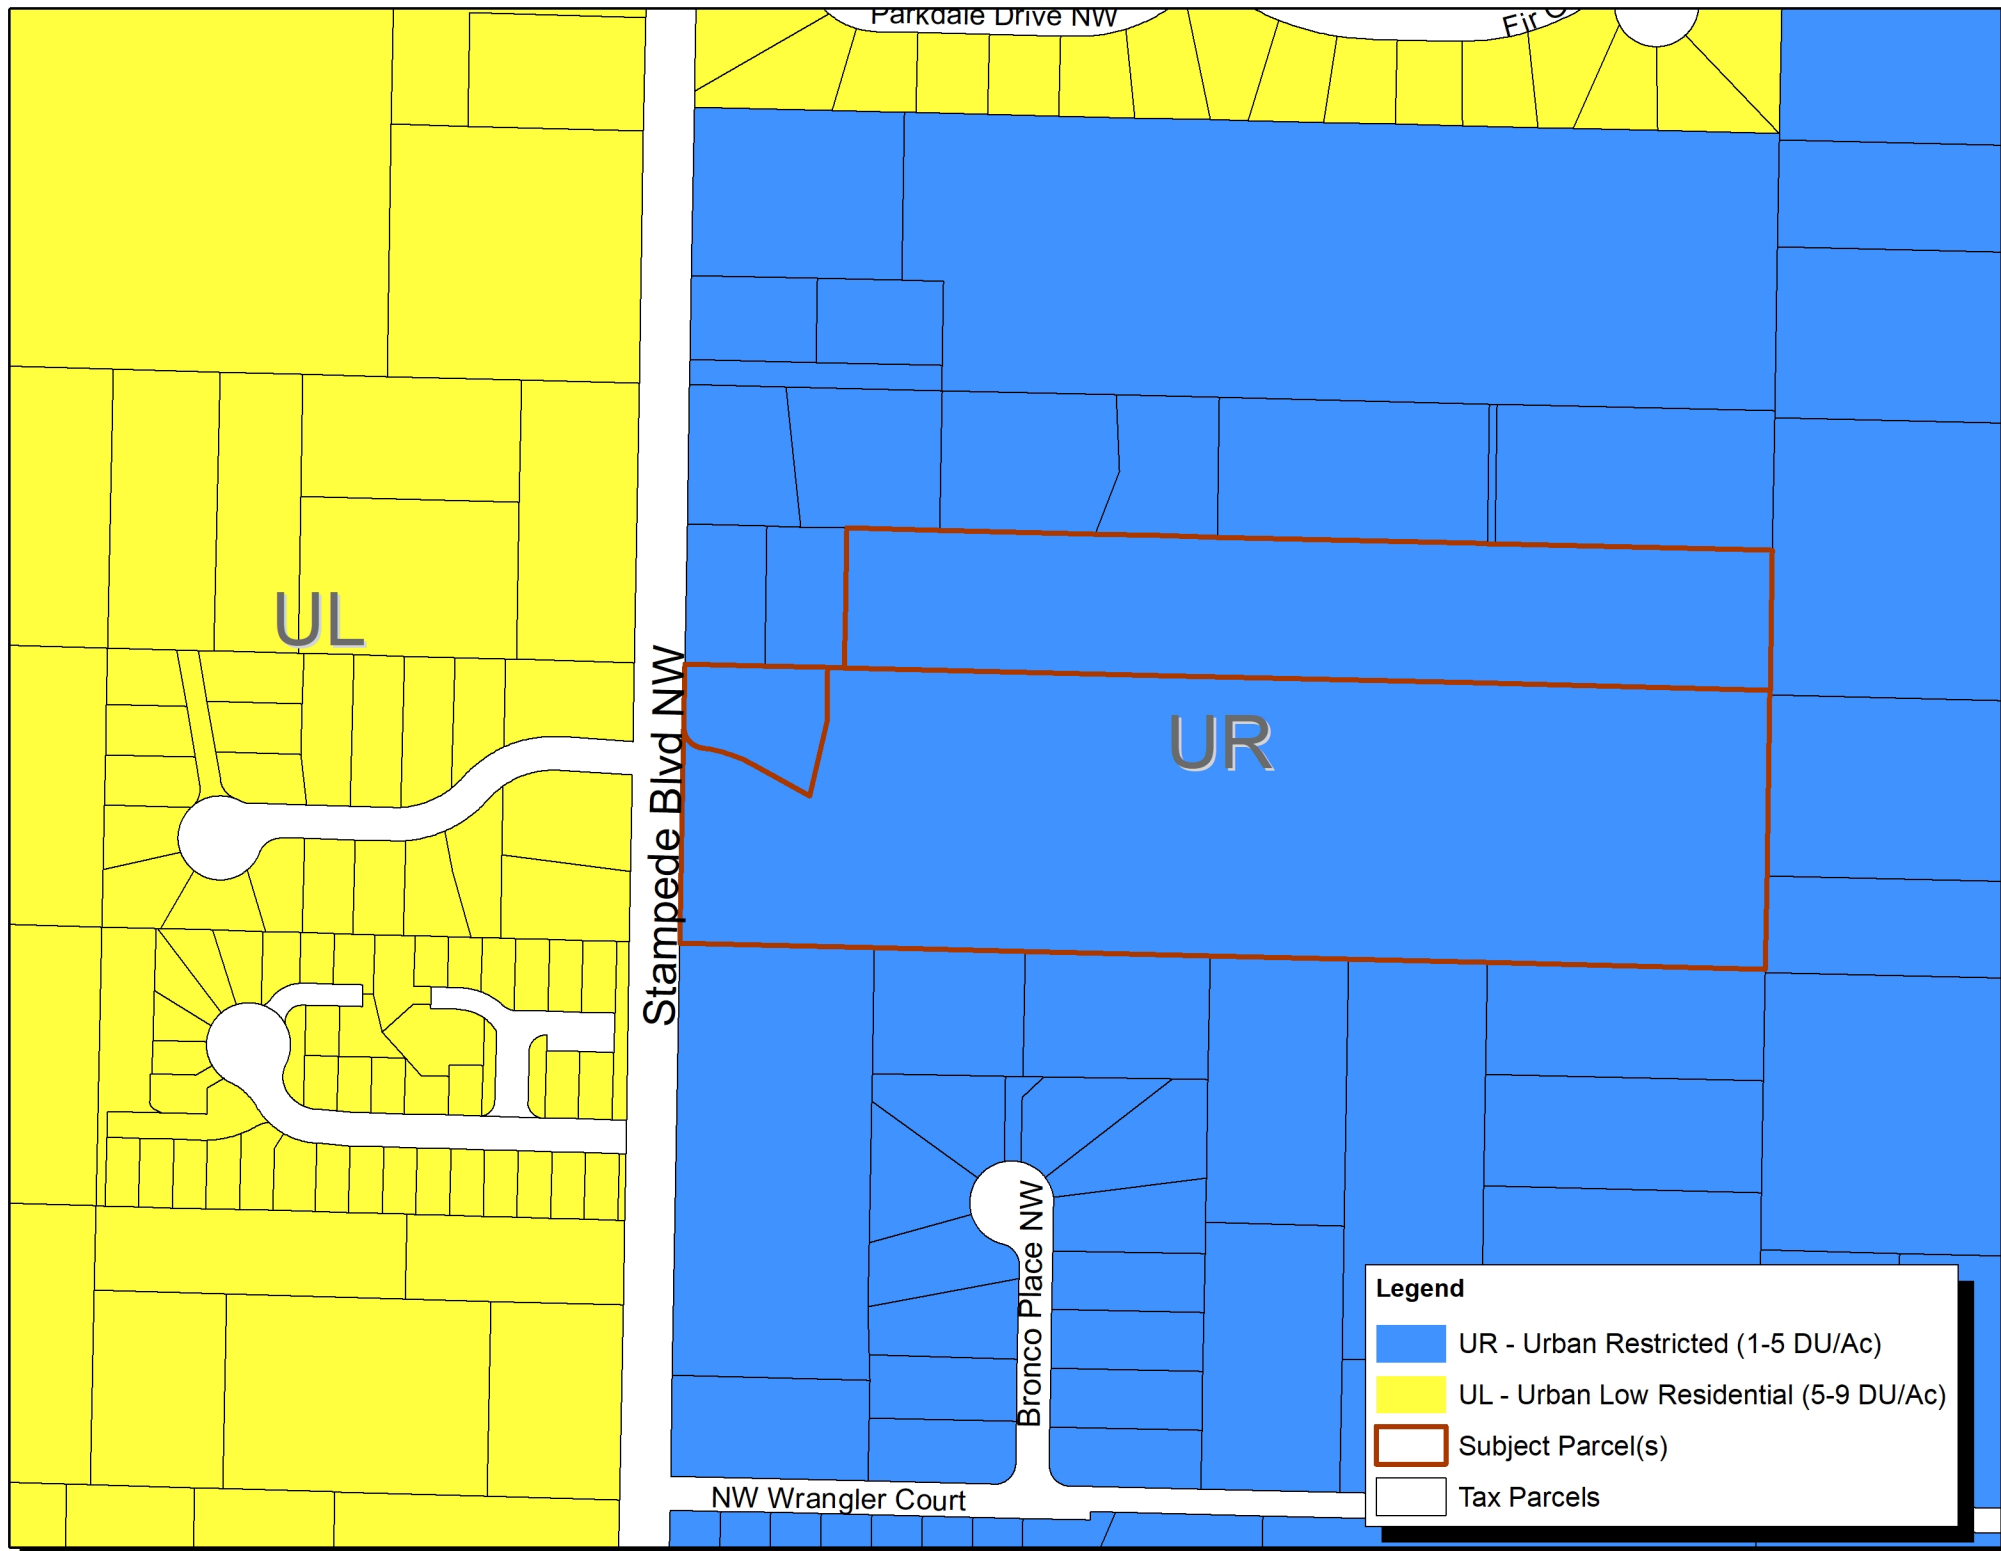 Parkdale Drive NW
Fir
UL
Stampede Blvd NW
UR
Bronco Place NW
NW Wrangler Court
Legend
UR - Urban Restricted (1-5 DU/Ac)
UL - Urban Low Residential (5-9 DU/Ac)
Subject Parcel(s)
Tax Parcels